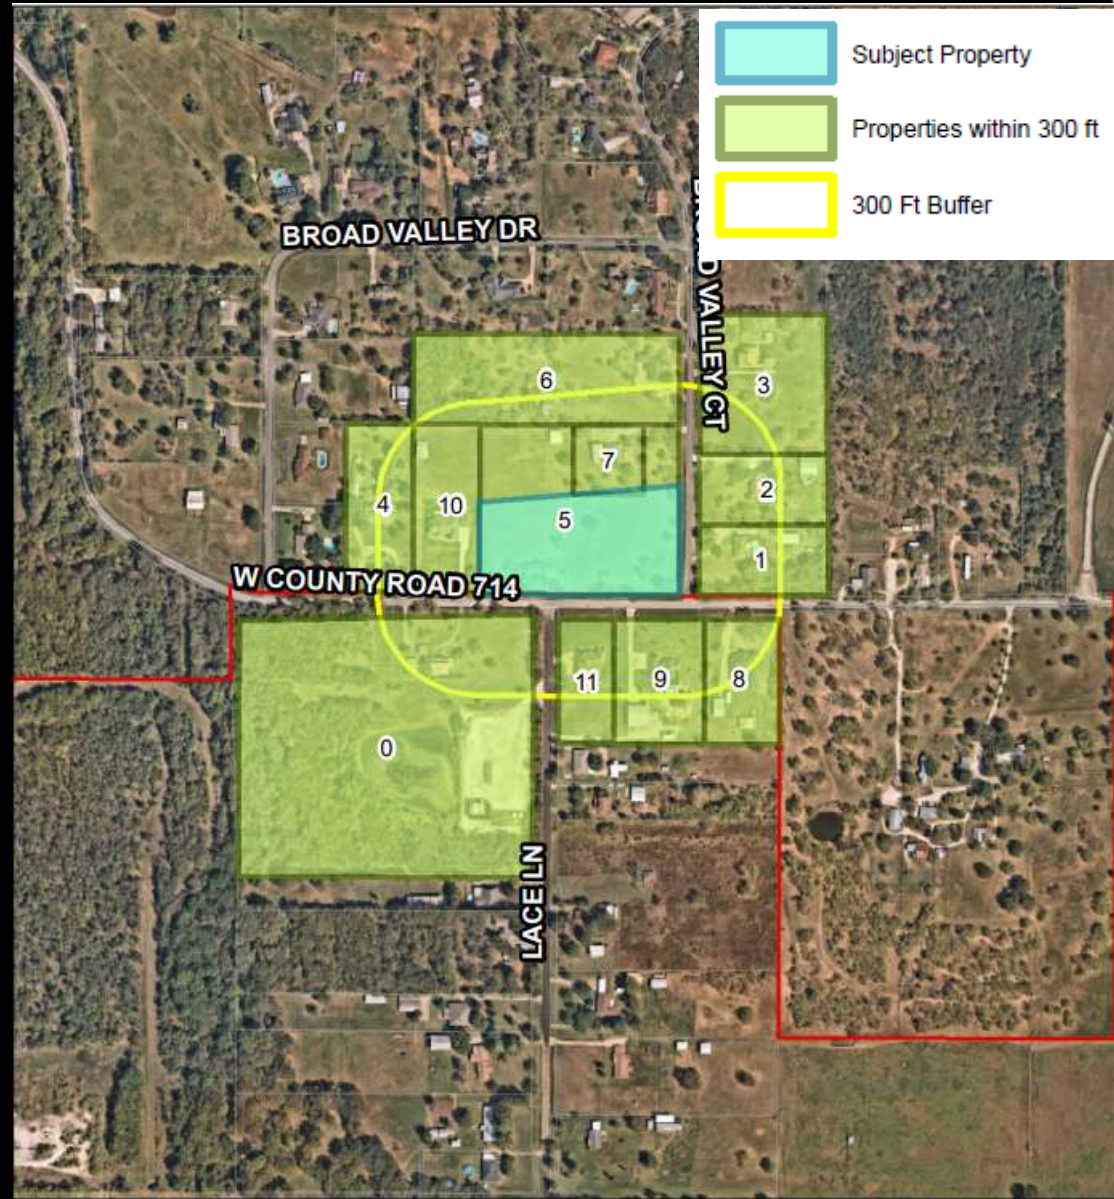 Subject Property
Properties within 300 ft
300 Ft Buffer
BROAD VALLEY DR
BROAD VALLEY CT
6
3
7
4
10
5
2
1
W COUNTY ROAD 714
11
9
8
0
LACE LN